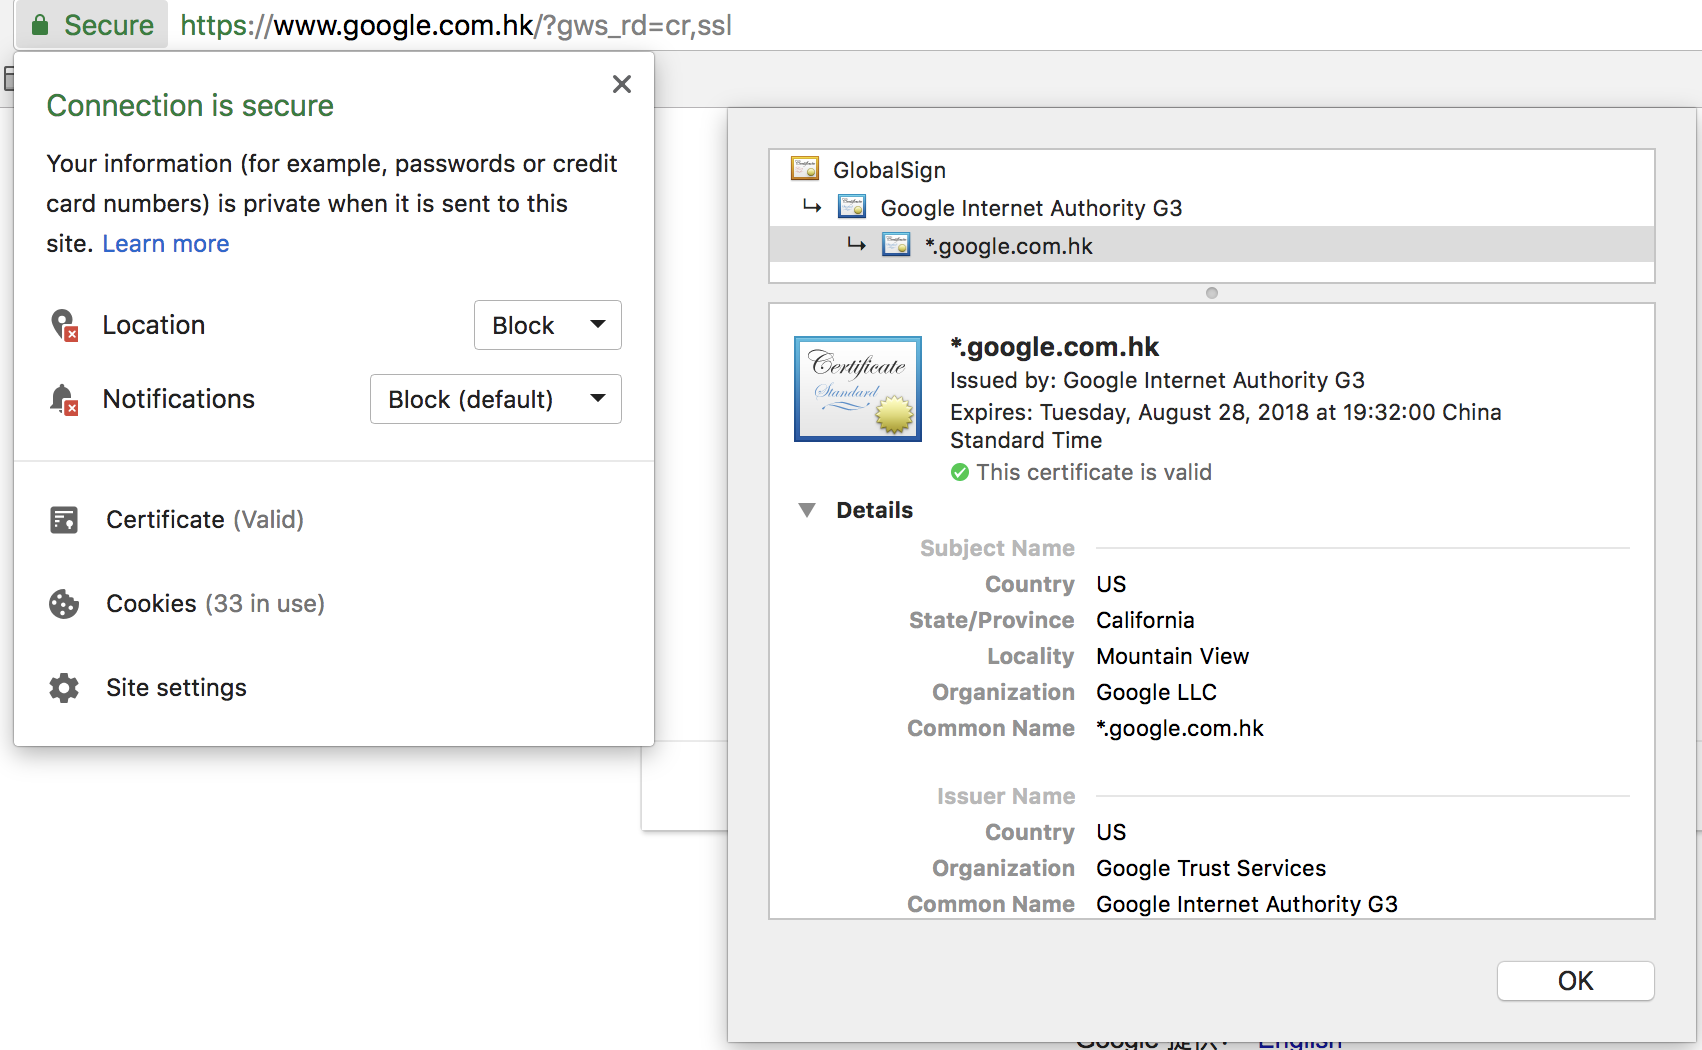 Secure https://www.google.com.hk/?gws_rd=cr,ssl
Connection is secure
Your information (for example, passwords or credit
card numbers) is private when it is sent to this
site. Learn more
Location Block
Notifications Block (default)
Certificate (Valid)
Cookies (33 in use)
Site settings
GlobalSign
Google Internet Authority G3
*.google.com.hk
Certificate
Standard
*.google.com.hk
Issued by: Google Internet Authority G3
Expires: Tuesday, August 28, 2018 at 19:32:00 China
Standard Time
This certificate is valid
Details
Subject Name
Country US
State/Province California
Locality Mountain View
Organization Google LLC
Common Name *.google.com.hk
Issuer Name
Country US
Organization Google Trust Services
Common Name Google Internet Authority G3
OK
Google 提供: English